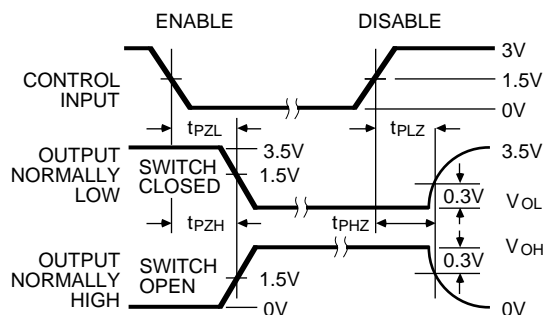 ENABLE DISABLE
3V
CONTROL INPUT 1.5V
0V
tPZL tPLZ
OUTPUT NORMALLY LOW
SWITCH CLOSED
3.5V 3.5V
1.5V
0.3V VOL
tPZH tPHZ
VOH
0.3V
OUTPUT NORMALLY HIGH
SWITCH OPEN
1.5V
0V 0V